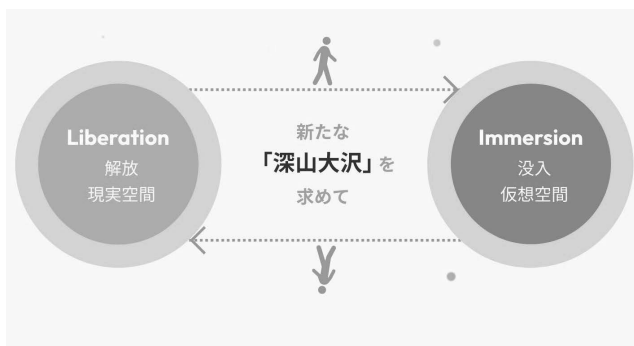 Liberation
解放
現実空間
新たな
「深山大沢」を
求めて
Immersion
没入
仮想空間